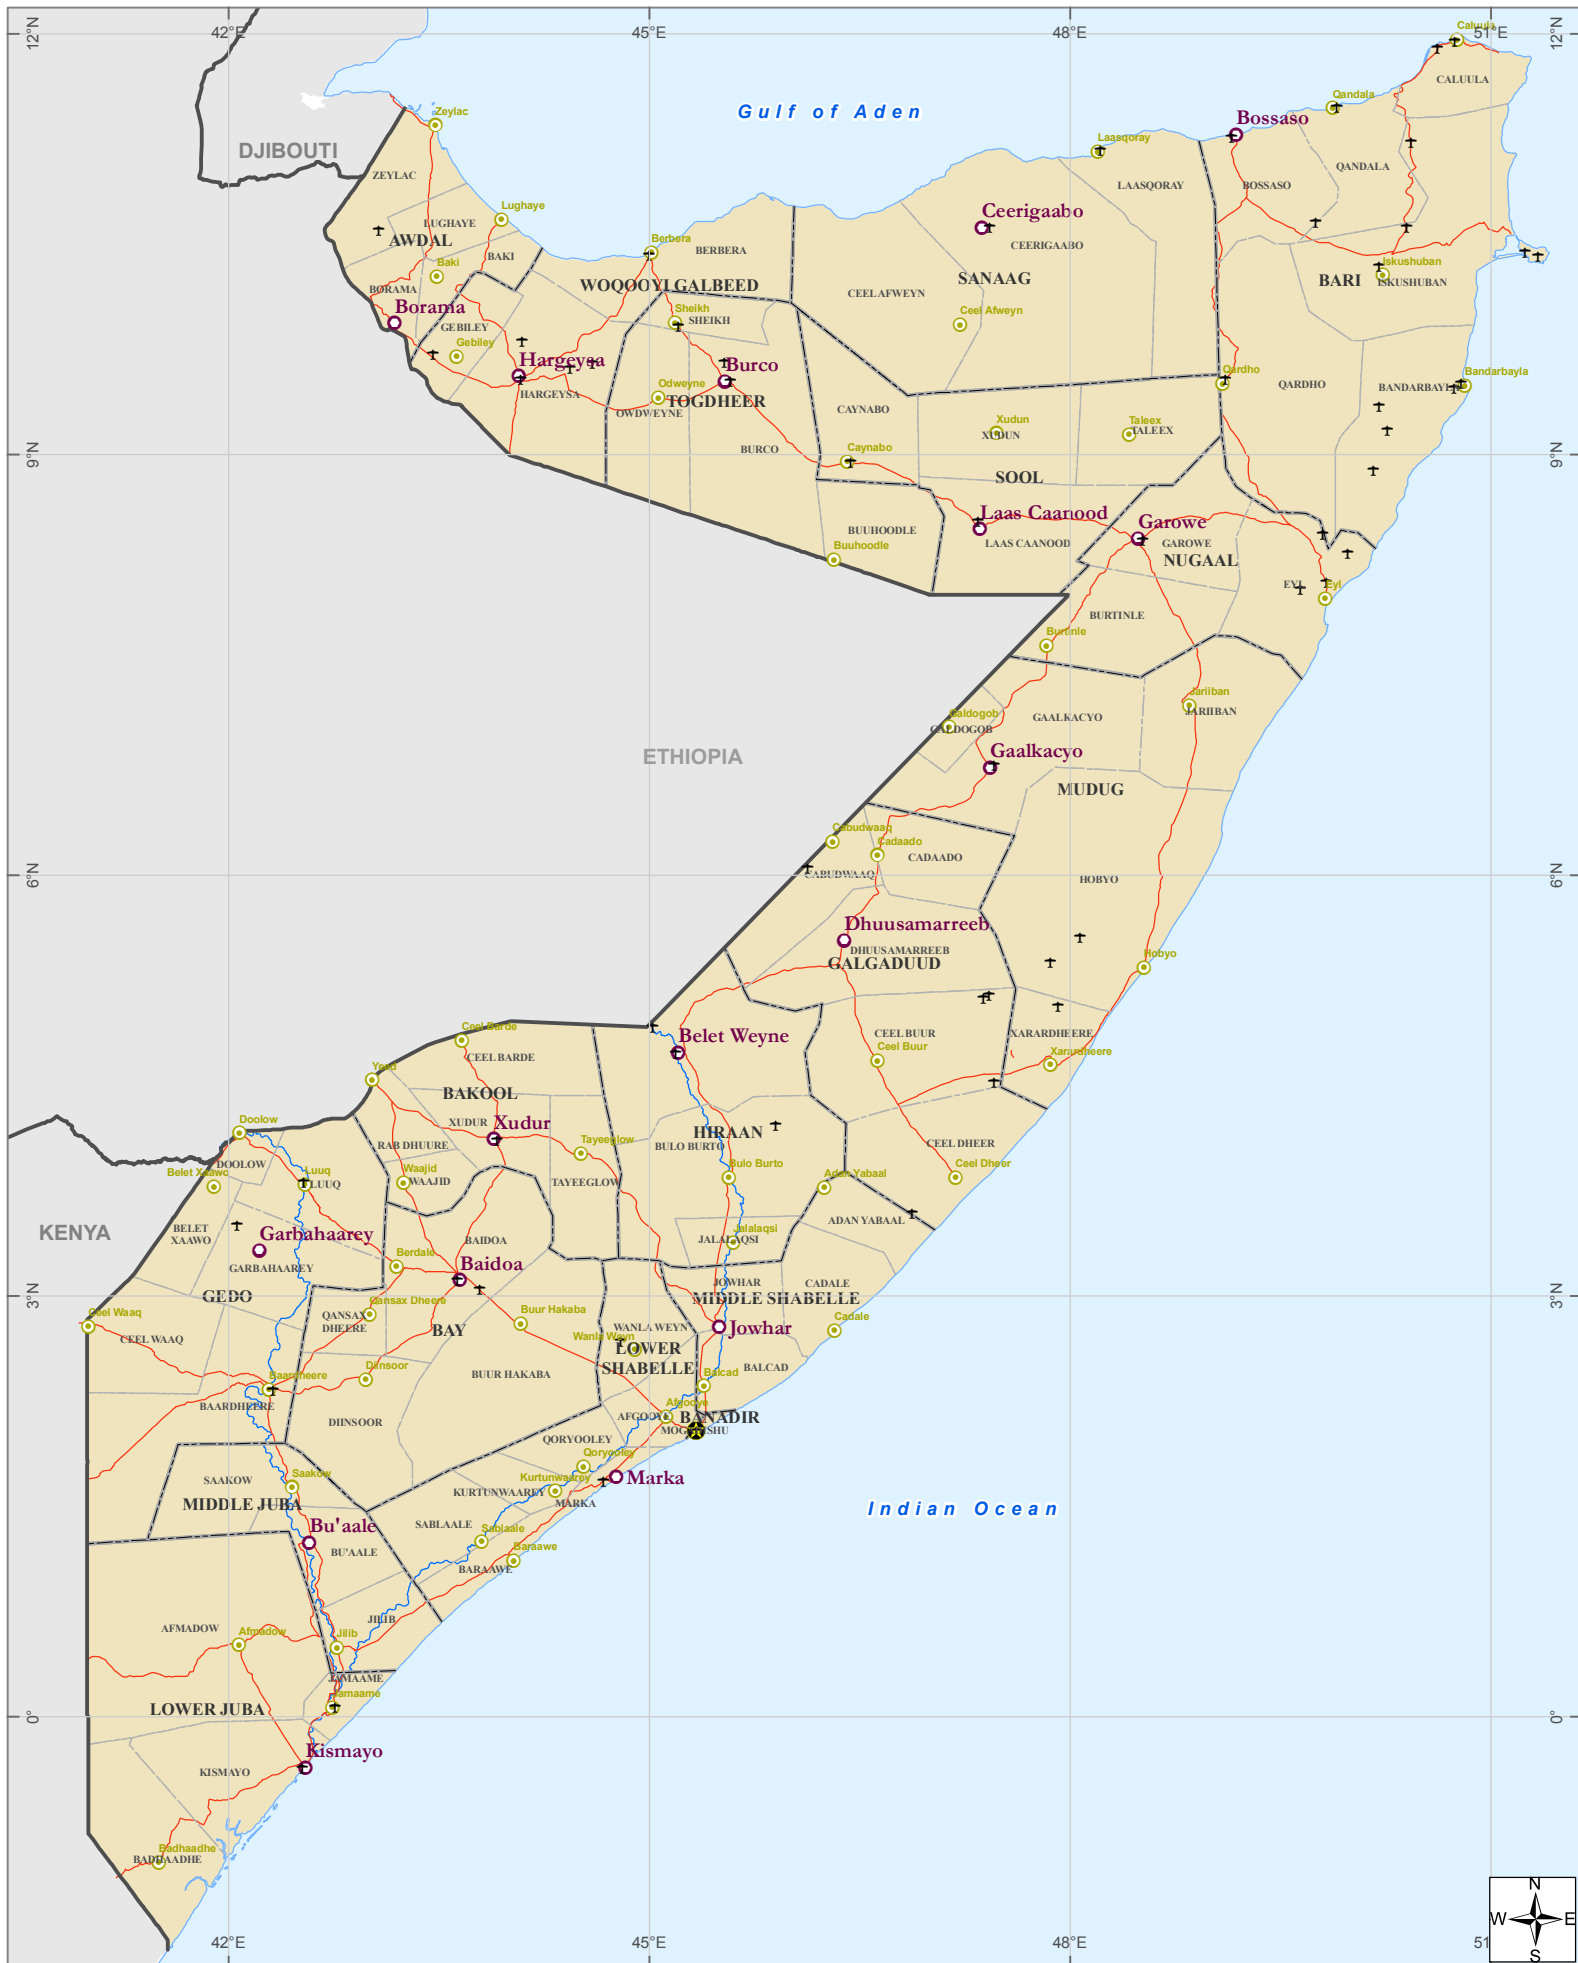 42°E
45°E
48°E
51°E
12°N
12°N
Caluula
CALUULA
Gulf of Aden
Qandala
Bossaso
Zeylac
DJIBOUTI
Laasqoray
QANDALA
ZEYLAC
LAASQORAY
BOSSASO
Lughaye
Ceerigaabo
LUGHAYE
AWDAL
Berbera
BERBERA
CEERIGAABO
BAKI
Baki
WOQOOYI GALBEED
SANAAG
BARI
Iskushuban
ISKUSHUBAN
BORAMA
CEEL AFWEYN
Borama
Sheikh
SHEIKH
Ceel Afweyn
GEBILEY
Gebiley
Hargeysa
Burco
Qardho
QARDHO
Bandarbayla
BANDARBAYLA
HARGEYSA
Odweyne
TOGDHEER
OWDWEYNE
CAYNABO
Xudun
XUDUN
Taleex
TALEEX
BURCO
Caynabo
9°N
9°N
SOOL
Laas Caanood
Garowe
BUUHOODLE
LAAS CAANOOD
GAROWE
Buuhoodle
NUGAAL
EYL
Eyl
BURTINLE
Burtinle
Jariiban
JARIIBAN
Galdogob
GALDOGOB
GAALKACYO
Gaalkacyo
ETHIOPIA
MUDUG
Cabudwaaq
Cadaado
CADAADO
CABUDWAAQ
6°N
6°N
HOBYO
Dhuusamarreeb
DHUUSAMARREEB
GALGADUUD
Hobyo
Ceel Barde
Belet Weyne
CEEL BUUR
XARARDHEERE
CEEL BARDE
Ceel Buur
Xarardheere
Yeed
BAKOOL
XUDUR
Xudur
HIRAAN
Doolow
RAB DHUURE
BULO BURTO
CEEL DHEER
Tayeeglow
DOOLOW
Belet Xaawo
Luuq
LUUQ
Waajid
WAAJID
TAYEEGLOW
Bulo Burto
Adan Yabaal
Ceel Dheer
KENYA
BELET
XAAWO
Garbahaarey
ADAN YABAAL
Jalalaqsi
JALALAQSI
BAIDOA
Berdale
Baidoa
GARBAHAAREY
GEDO
JOWHAR
CADALE
MIDDLE SHABELLE
3°N
3°N
Ceel Waaq
CEEL WAAQ
Qansax Dheere
QANSAX
DHEERE
BAY
Buur Hakaba
WANLA WEYN
Wanla Weyn
Jowhar
Cadale
LOWER
SHABELLE
Diinsoor
BUUR HAKABA
BALCAD
Balcad
Baardheere
BAARDHEERE
DIINSOOR
Afgooye
AFGOOYE
BANADIR
MOGADISHU
QORYOOLEY
Qoryooley
SAAKOW
Saakow
Kurtunwaarey
KURTUNWAAREY
Marka
MARKA
MIDDLE JUBA
Indian Ocean
Bu'aale
BU'AALE
SABLAALE
Sablaale
Baraawe
BARAAWE
AFMADOW
Afmadow
JILIB
Jilib
JAMAAME
Jamaame
LOWER JUBA
0°
0°
Kismayo
KISMAYO
Badhaadhe
BADHAADHE
N
W
E
S
42°E
45°E
48°E
51